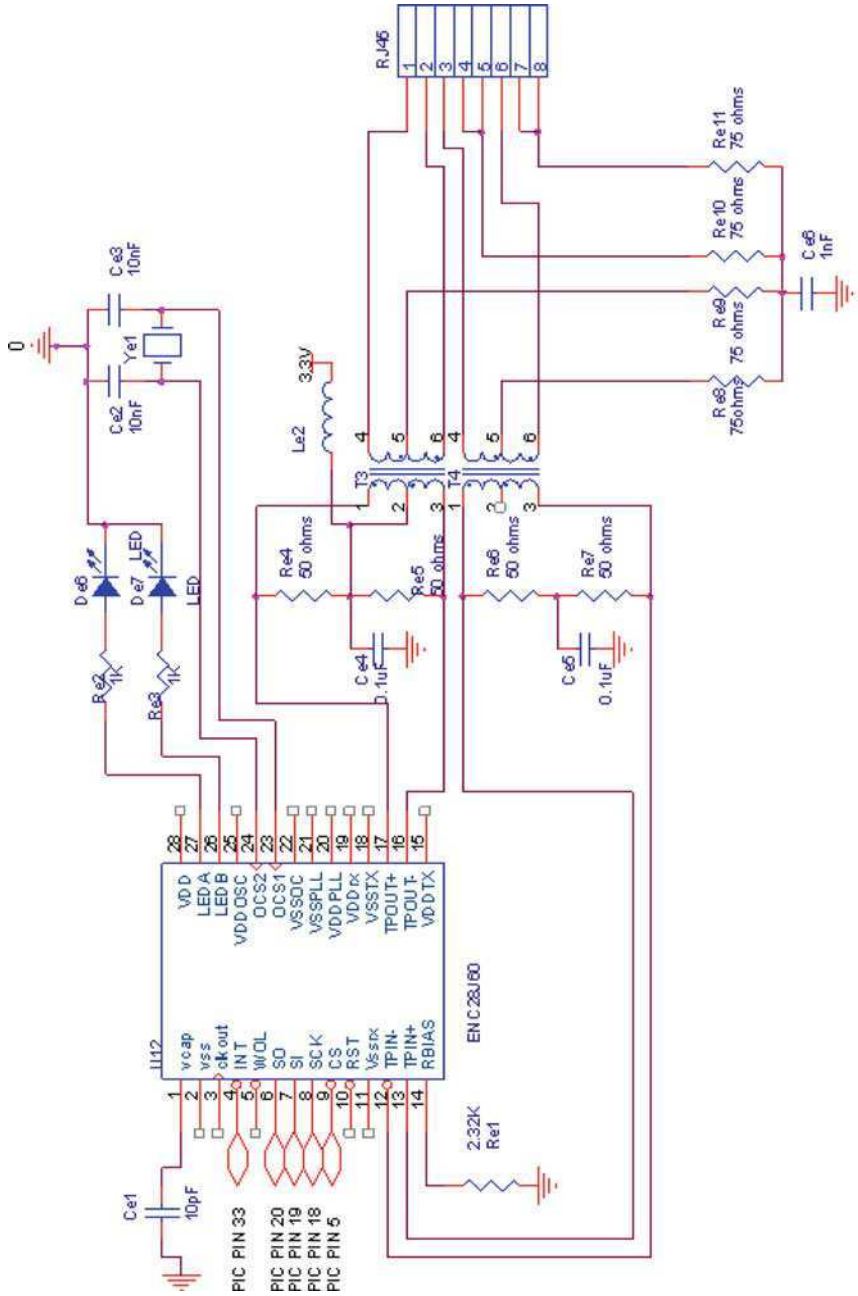 RJ45
1
2
3
4
5
6
7
8
Re11
75 ohms
Re10
75 ohms
Re9
75 ohms
Re8
75ohms
Ce6
1nF
0
Ce3
10nF
Ye1
Ce2
10nF
3.3V
Le2
T3
1
2
3
4
5
6
T4
1
2
3
4
5
6
Re4
50 ohms
Re5
50 ohms
Re6
50 ohms
Re7
50 ohms
Ce4
0.1uF
Ce5
0.1uF
De6
LED
De7
LED
Re2
1K
Re3
1K
U12
28 VDD
27 LEDA
26 LEDB
25 VDDOSC
24 OCS2
23 OCS1
22 VSSOC
21 VSSPLL
20 VDDPLL
19 VDDrx
18 VSSTX
17 TPOUT+
16 TPOUT-
15 VDDTX
1 vcap
2 vss
3 clkout
4 INT
5 WOL
6 SO
7 SI
8 SCK
9 CS
10 RST
11 Vssrx
12 TPIN-
13 TPIN+
14 RBIAS
ENC28J60
2.32K
Re1
Ce1
10pF
PIC PIN 33
PIC PIN 20
PIC PIN 19
PIC PIN 18
PIC PIN 5